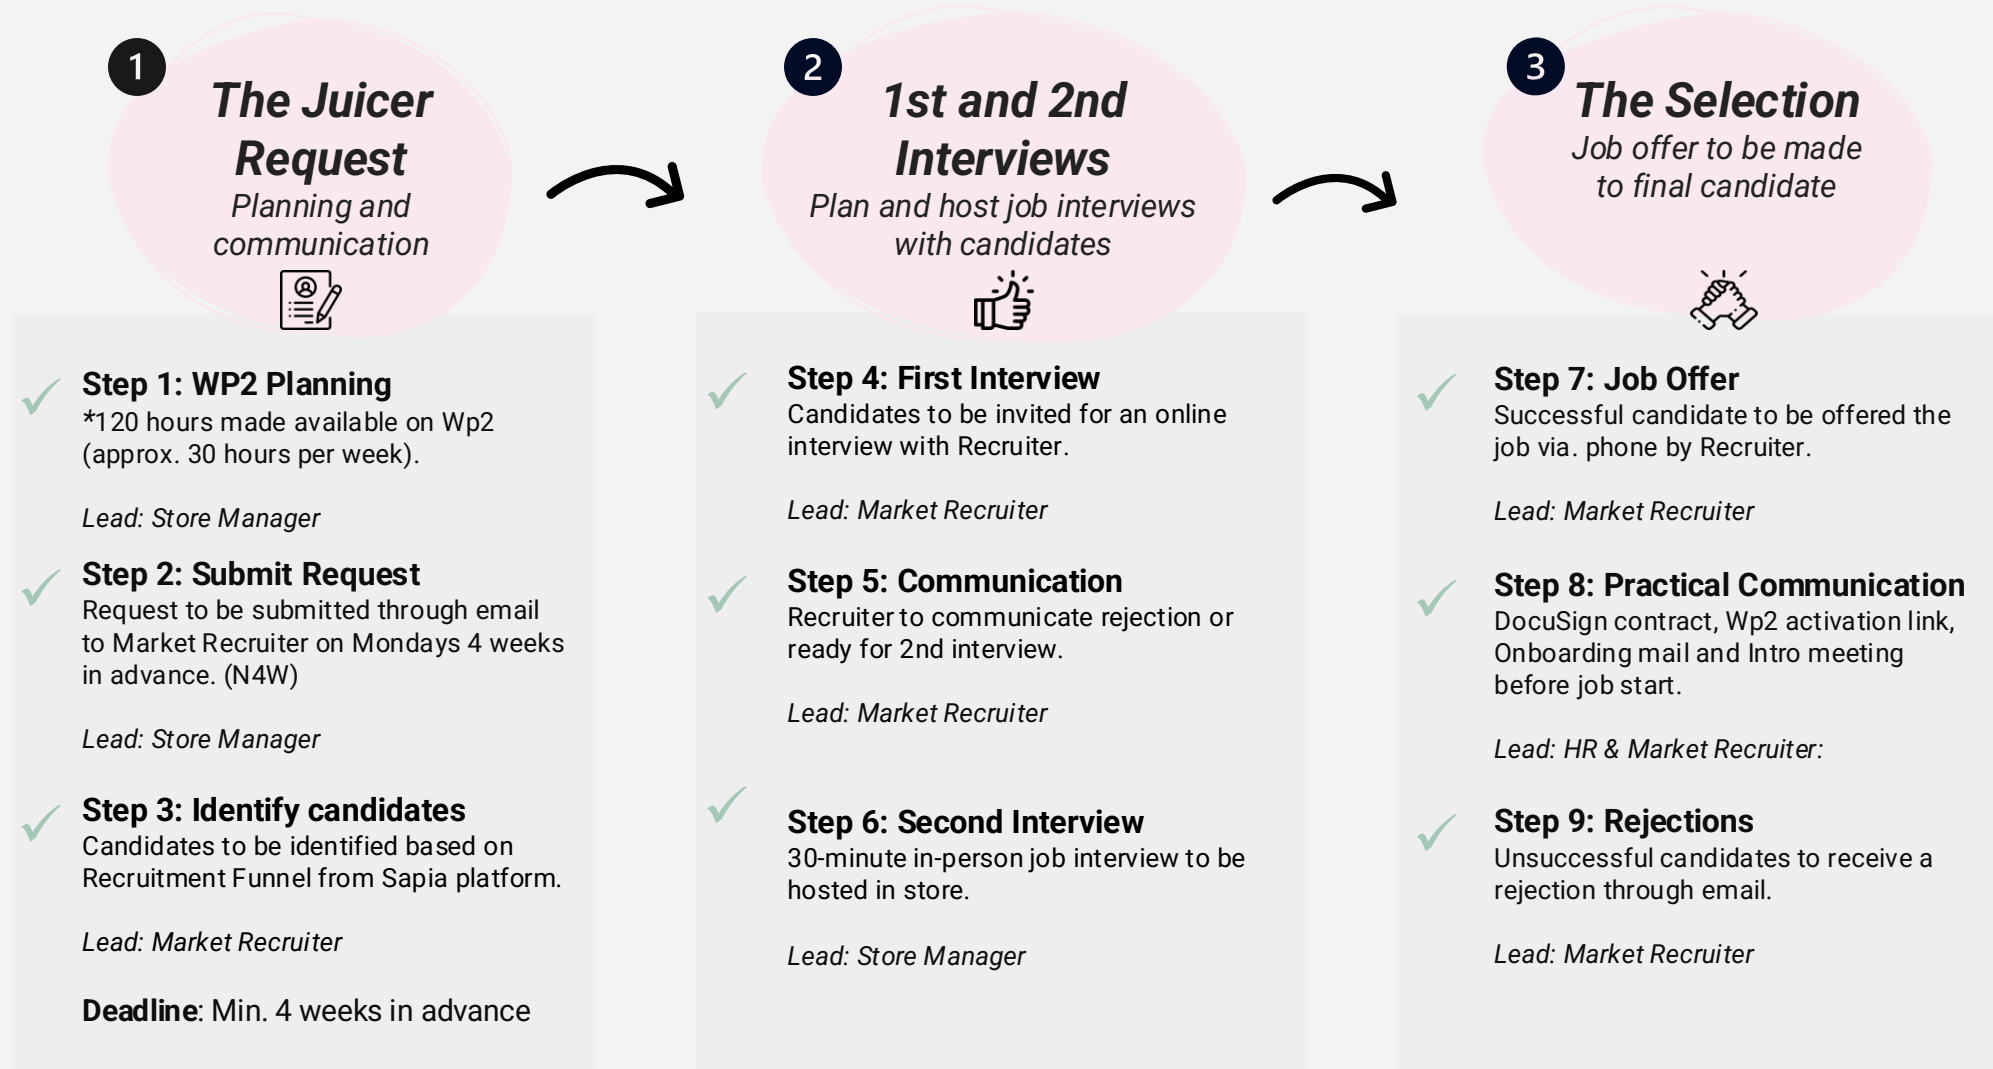 1
The Juicer
Request
Planning and
communication
Step 1: WP2 Planning
*120 hours made available on Wp2
(approx. 30 hours per week).
Lead: Store Manager
Step 2: Submit Request
Request to be submitted through email
to Market Recruiter on Mondays 4 weeks
in advance. (N4W)
Lead: Store Manager
Step 3: Identify candidates
Candidates to be identified based on
Recruitment Funnel from Sapia platform.
Lead: Market Recruiter
Deadline: Min. 4 weeks in advance
2
1st and 2nd
Interviews
Plan and host job interviews
with candidates
Step 4: First Interview
Candidates to be invited for an online
interview with Recruiter.
Lead: Market Recruiter
Step 5: Communication
Recruiter to communicate rejection or
ready for 2nd interview.
Lead: Market Recruiter
Step 6: Second Interview
30-minute in-person job interview to be
hosted in store.
Lead: Store Manager
3
The Selection
Job offer to be made
to final candidate
Step 7: Job Offer
Successful candidate to be offered the
job via. phone by Recruiter.
Lead: Market Recruiter
Step 8: Practical Communication
DocuSign contract, Wp2 activation link,
Onboarding mail and Intro meeting
before job start.
Lead: HR & Market Recruiter:
Step 9: Rejections
Unsuccessful candidates to receive a
rejection through email.
Lead: Market Recruiter